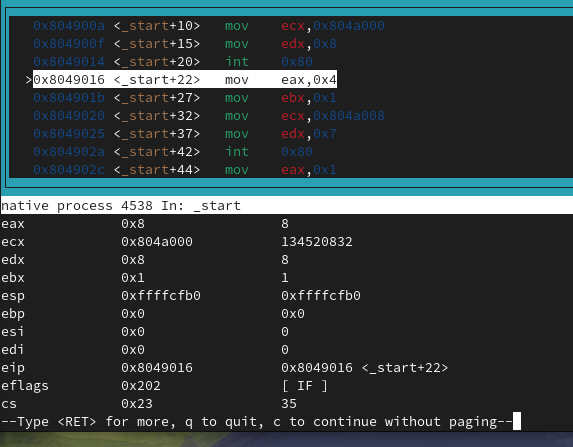 0x804900a <_start+10> mov ecx,0x804a000
0x804900f <_start+15> mov edx,0x8
0x8049014 <_start+20> int 0x80
>0x8049016 <_start+22> mov eax,0x4
0x804901b <_start+27> mov ebx,0x1
0x8049020 <_start+32> mov ecx,0x804a008
0x8049025 <_start+37> mov edx,0x7
0x804902a <_start+42> int 0x80
0x804902c <_start+44> mov eax,0x1
native process 4538 In: _start
eax 0x8 8
ecx 0x804a000 134520832
edx 0x8 8
ebx 0x1 1
esp 0xffffcfb0 0xffffcfb0
ebp 0x0 0x0
esi 0x0 0
edi 0x0 0
eip 0x8049016 0x8049016 <_start+22>
eflags 0x202 [ IF ]
cs 0x23 35
--Type <RET> for more, q to quit, c to continue without paging--